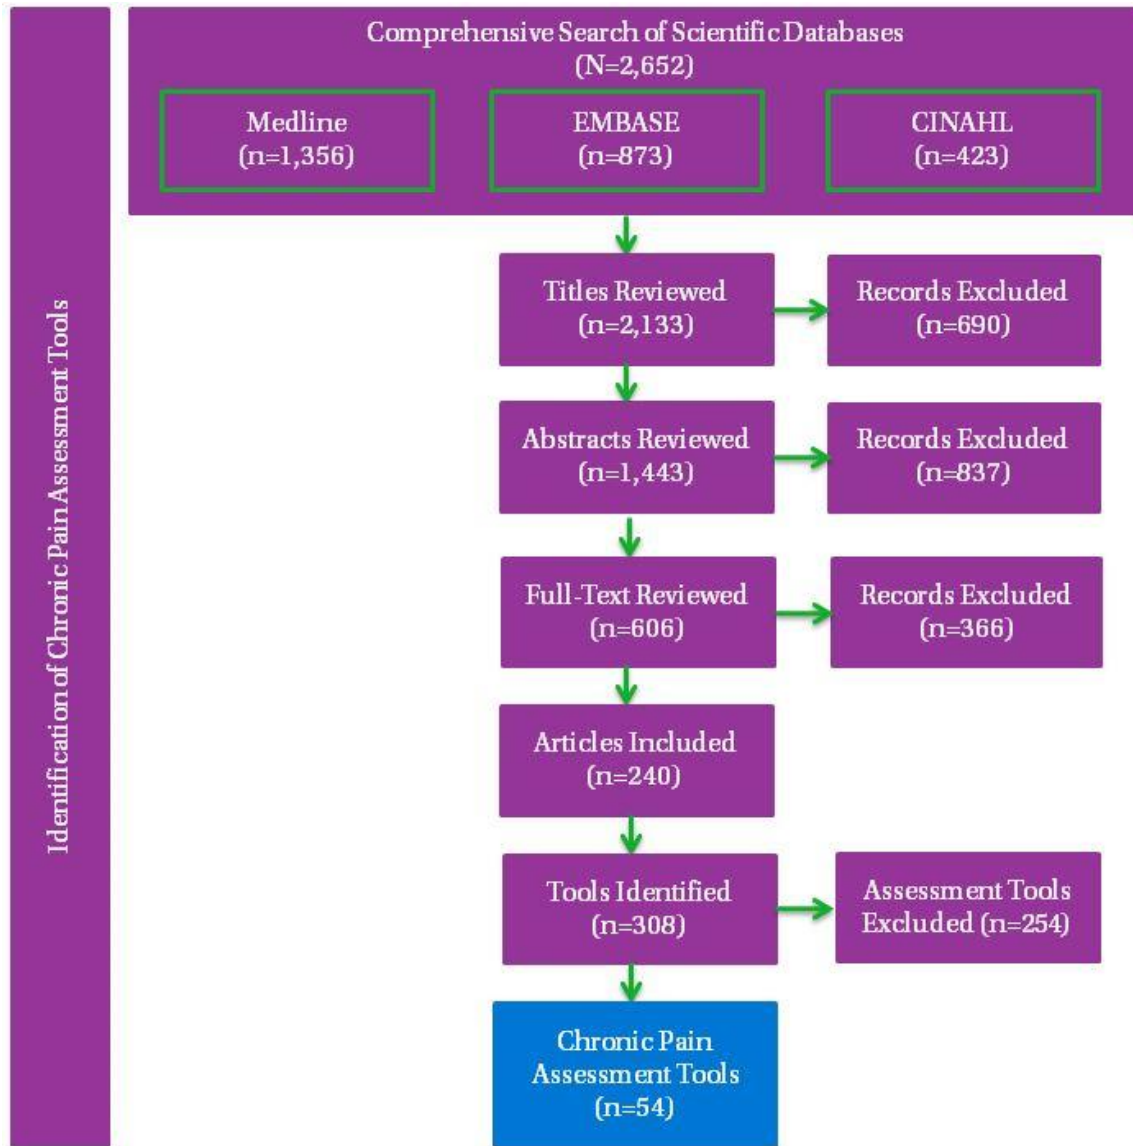 Identification of Chronic Pain Assessment Tools
Comprehensive Search of Scientific Databases
(N=2,652)
Medline
(n=1,356)
EMBASE
(n=873)
CINAHL
(n=423)
Titles Reviewed
(n=2,133)
Records Excluded
(n=690)
Abstracts Reviewed
(n=1,443)
Records Excluded
(n=837)
Full-Text Reviewed
(n=606)
Records Excluded
(n=366)
Articles Included
(n=240)
Tools Identified
(n=308)
Assessment Tools
Excluded (n=254)
Chronic Pain
Assessment Tools
(n=54)